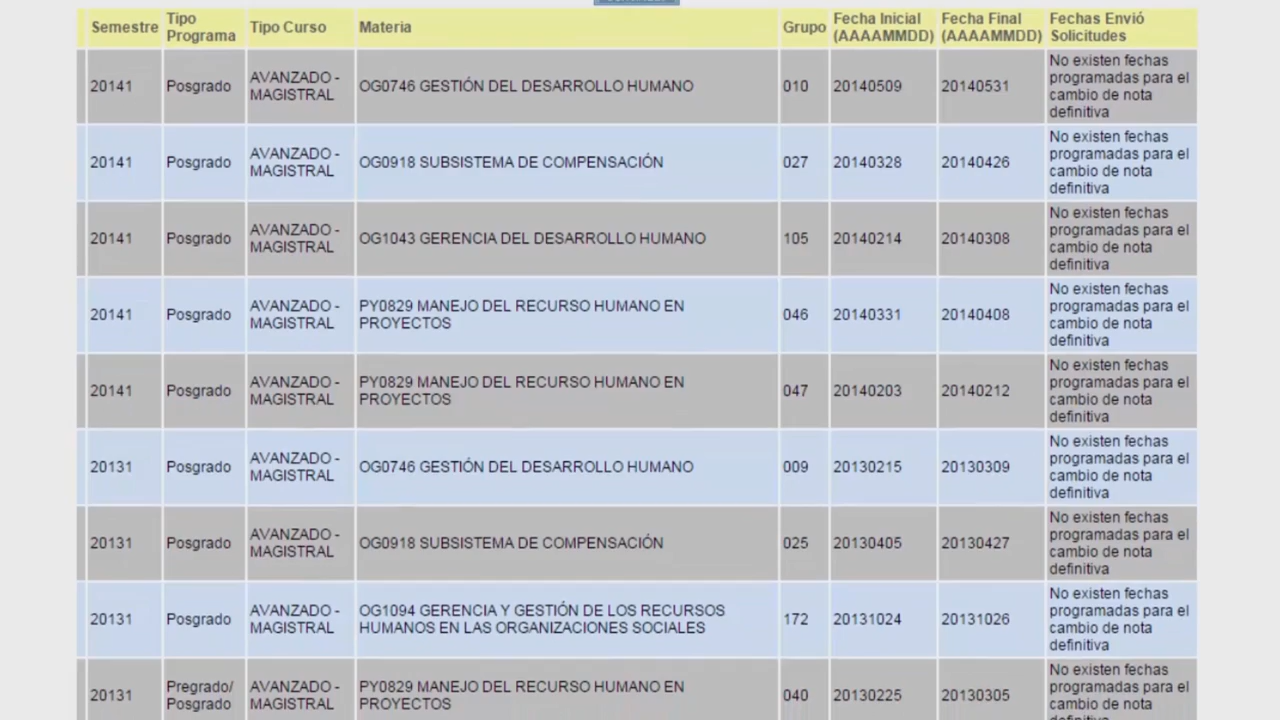 Semestre Tipo Programa Tipo Curso Materia Grupo Fecha Inicial (AAAAMMDD) Fecha Final (AAAAMMDD) Fechas Envió Solicitudes
20141 Posgrado AVANZADO - MAGISTRAL OG0746 GESTIÓN DEL DESARROLLO HUMANO 010 20140509 20140531 No existen fechas programadas para el cambio de nota definitiva
20141 Posgrado AVANZADO - MAGISTRAL OG0918 SUBSISTEMA DE COMPENSACIÓN 027 20140328 20140426 No existen fechas programadas para el cambio de nota definitiva
20141 Posgrado AVANZADO - MAGISTRAL OG1043 GERENCIA DEL DESARROLLO HUMANO 105 20140214 20140308 No existen fechas programadas para el cambio de nota definitiva
20141 Posgrado AVANZADO - MAGISTRAL PY0829 MANEJO DEL RECURSO HUMANO EN PROYECTOS 046 20140331 20140408 No existen fechas programadas para el cambio de nota definitiva
20141 Posgrado AVANZADO - MAGISTRAL PY0829 MANEJO DEL RECURSO HUMANO EN PROYECTOS 047 20140203 20140212 No existen fechas programadas para el cambio de nota definitiva
20131 Posgrado AVANZADO - MAGISTRAL OG0746 GESTIÓN DEL DESARROLLO HUMANO 009 20130215 20130309 No existen fechas programadas para el cambio de nota definitiva
20131 Posgrado AVANZADO - MAGISTRAL OG0918 SUBSISTEMA DE COMPENSACIÓN 025 20130405 20130427 No existen fechas programadas para el cambio de nota definitiva
20131 Posgrado AVANZADO - MAGISTRAL OG1094 GERENCIA Y GESTIÓN DE LOS RECURSOS HUMANOS EN LAS ORGANIZACIONES SOCIALES 172 20131024 20131026 No existen fechas programadas para el cambio de nota definitiva
20131 Pregrado/ Posgrado AVANZADO - MAGISTRAL PY0829 MANEJO DEL RECURSO HUMANO EN PROYECTOS 040 20130225 20130305 No existen fechas programadas para el cambio de nota definitiva